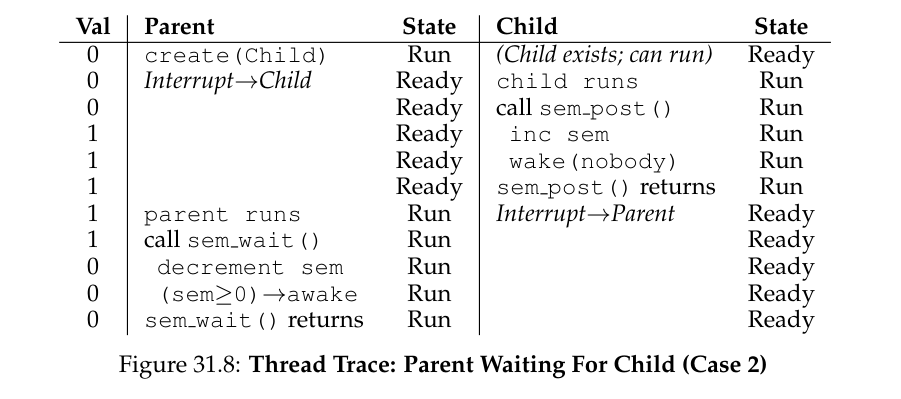 Val Parent State Child State
0 create(Child) Run (Child exists; can run) Ready
0 Interrupt→Child Ready child runs Run
0 Ready call sem_post() Run
1 Ready inc sem Run
1 Ready wake(nobody) Run
1 Ready sem_post() returns Run
1 parent runs Run Interrupt→Parent Ready
1 call sem_wait() Run Ready
0 decrement sem Run Ready
0 (sem≥0)→awake Run Ready
0 sem_wait() returns Run Ready
Figure 31.8: Thread Trace: Parent Waiting For Child (Case 2)